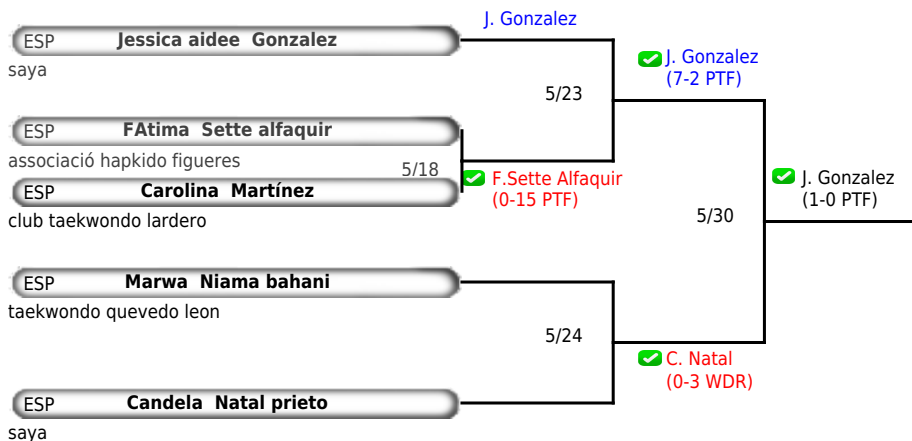 J. Gonzalez
ESP Jessica aidee Gonzalez
saya
J. Gonzalez
(7-2 PTF)
5/23
ESP FAtima Sette alfaquir
associació hapkido figueres
5/18
F.Sette Alfaquir
(0-15 PTF)
J. Gonzalez
(1-0 PTF)
ESP Carolina Martínez
club taekwondo lardero
5/30
ESP Marwa Niama bahani
taekwondo quevedo leon
5/24
C. Natal
(0-3 WDR)
ESP Candela Natal prieto
saya